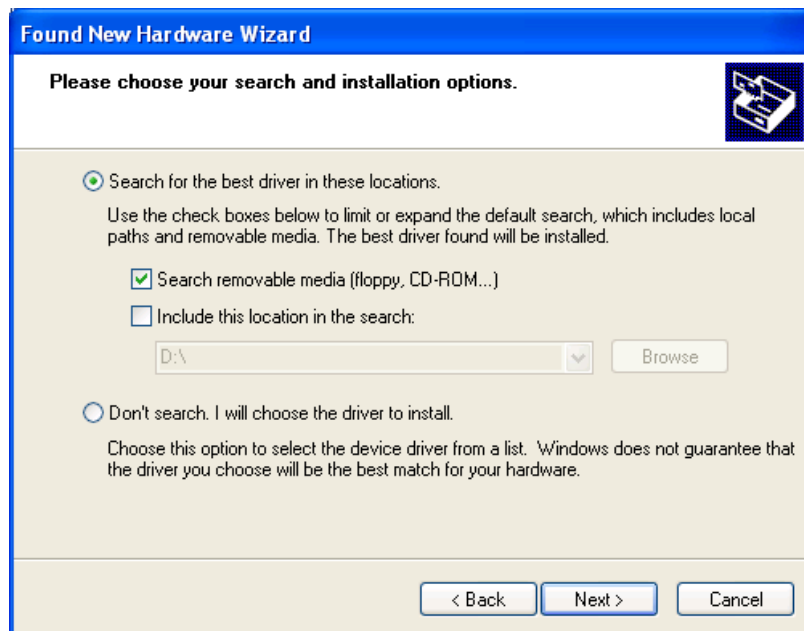 Found New Hardware Wizard
Please choose your search and installation options.
Search for the best driver in these locations.
Use the check boxes below to limit or expand the default search, which includes local
paths and removable media. The best driver found will be installed.
Search removable media (floppy, CD-ROM...)
Include this location in the search:
D:\
Browse
Don't search. I will choose the driver to install.
Choose this option to select the device driver from a list.  Windows does not guarantee that
the driver you choose will be the best match for your hardware.
< Back
Next >
Cancel